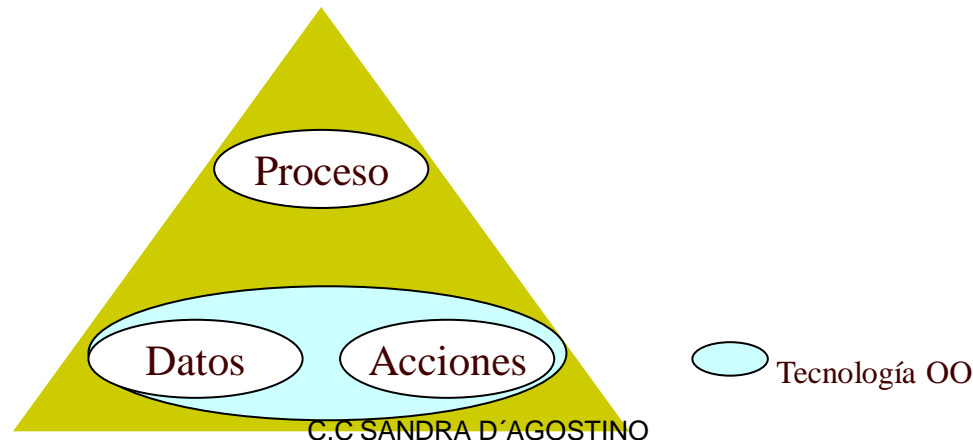 Proceso
Datos Acciones
Tecnología OO
C.C SANDRA D´AGOSTINO